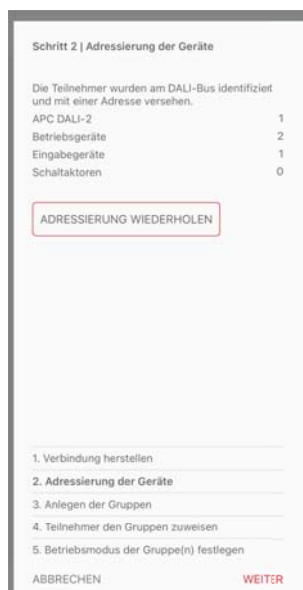 Schritt 2 | Adressierung der Geräte
Die Teilnehmer wurden am DALI-Bus identifiziert
und mit einer Adresse versehen.
APC DALI-2 1
Betriebsgeräte 2
Eingabegeräte 1
Schaltaktoren 0
ADRESSIERUNG WIEDERHOLEN
1. Verbindung herstellen
2. Adressierung der Geräte
3. Anlegen der Gruppen
4. Teilnehmer den Gruppen zuweisen
5. Betriebsmodus der Gruppe(n) festlegen
ABBRECHEN WEITER